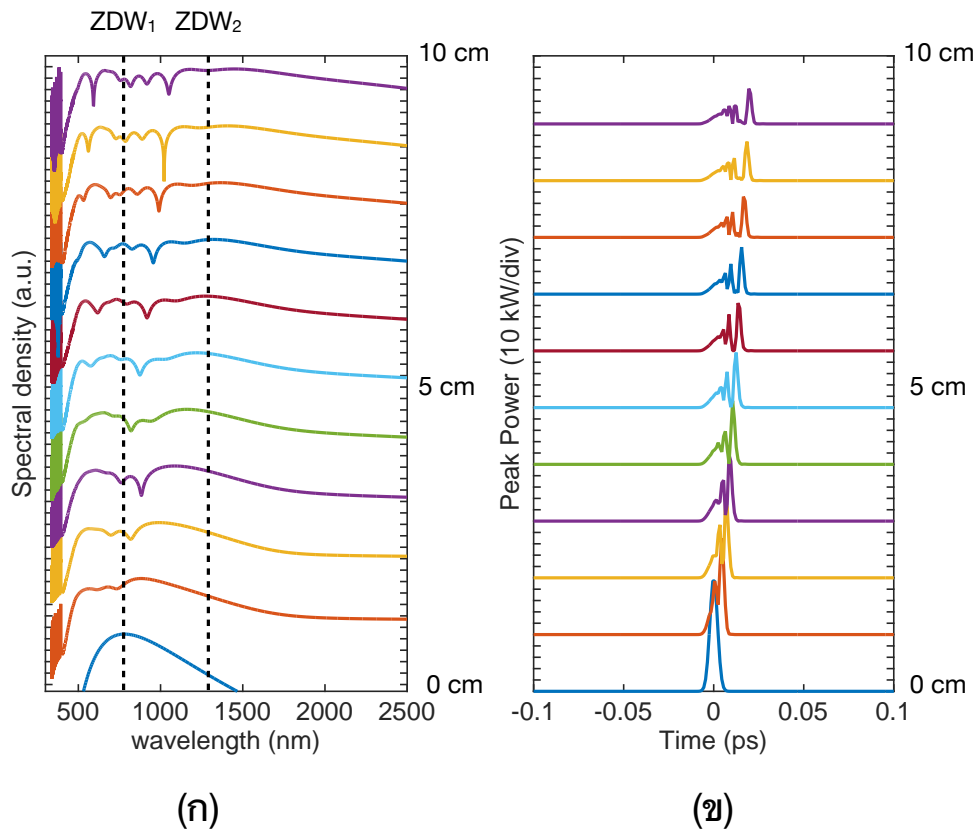 ZDW₁ ZDW₂
10 cm
5 cm
0 cm
Spectral density (a.u.)
500 1000 1500 2000 2500
wavelength (nm)
(ก)
10 cm
5 cm
0 cm
Peak Power (10 kW/div)
-0.1 -0.05 0 0.05 0.1
Time (ps)
(ข)